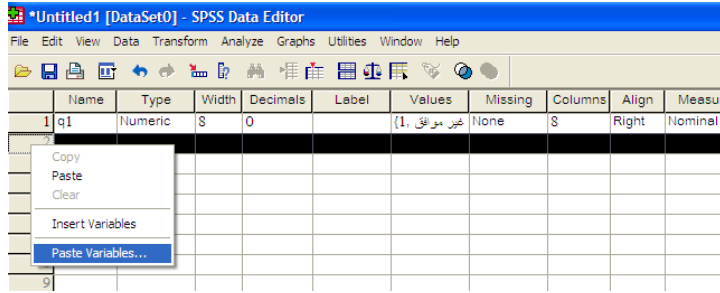 *Untitled1 [DataSet0] - SPSS Data Editor
File Edit View Data Transform Analyze Graphs Utilities Window Help
Name Type Width Decimals Label Values Missing Columns Align Measu
1 q1 Numeric 8 0 {1, غير موافق None 8 Right Nominal
2
Copy
Paste
Clear
Insert Variables
Paste Variables...
9